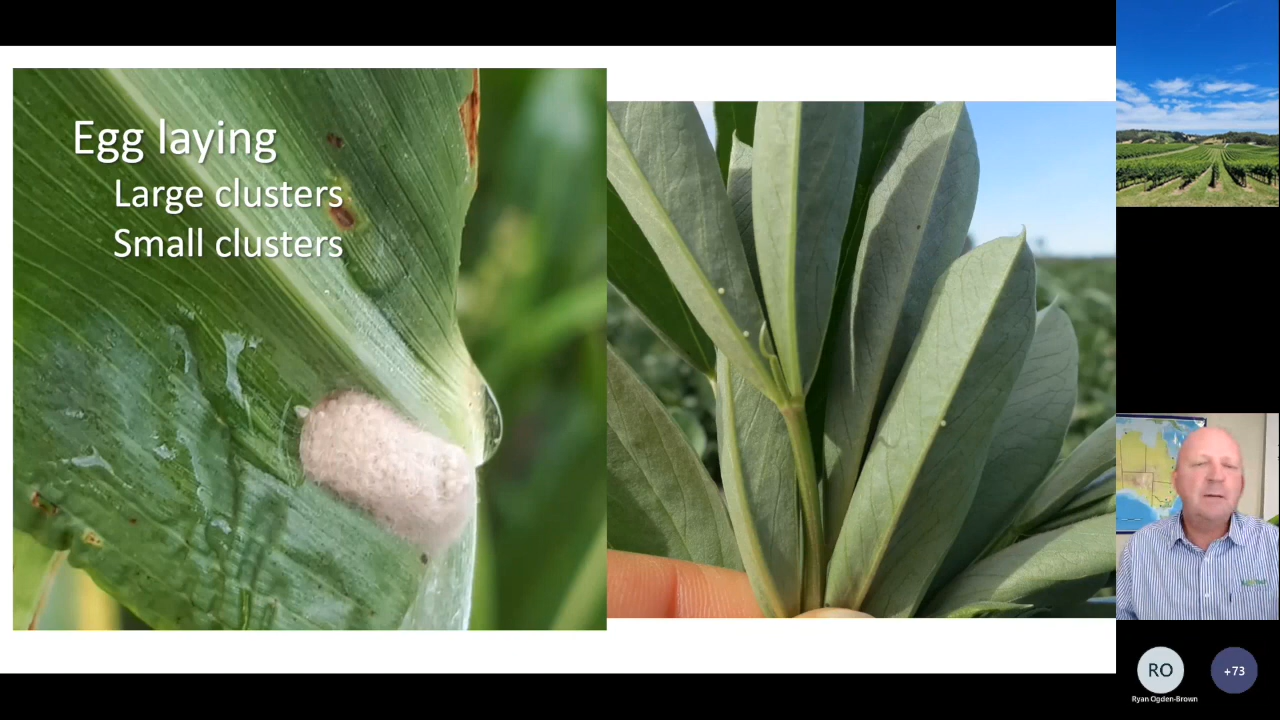 Egg laying
Large clusters
Small clusters
RO
+73
Ryan Ogden-Brown